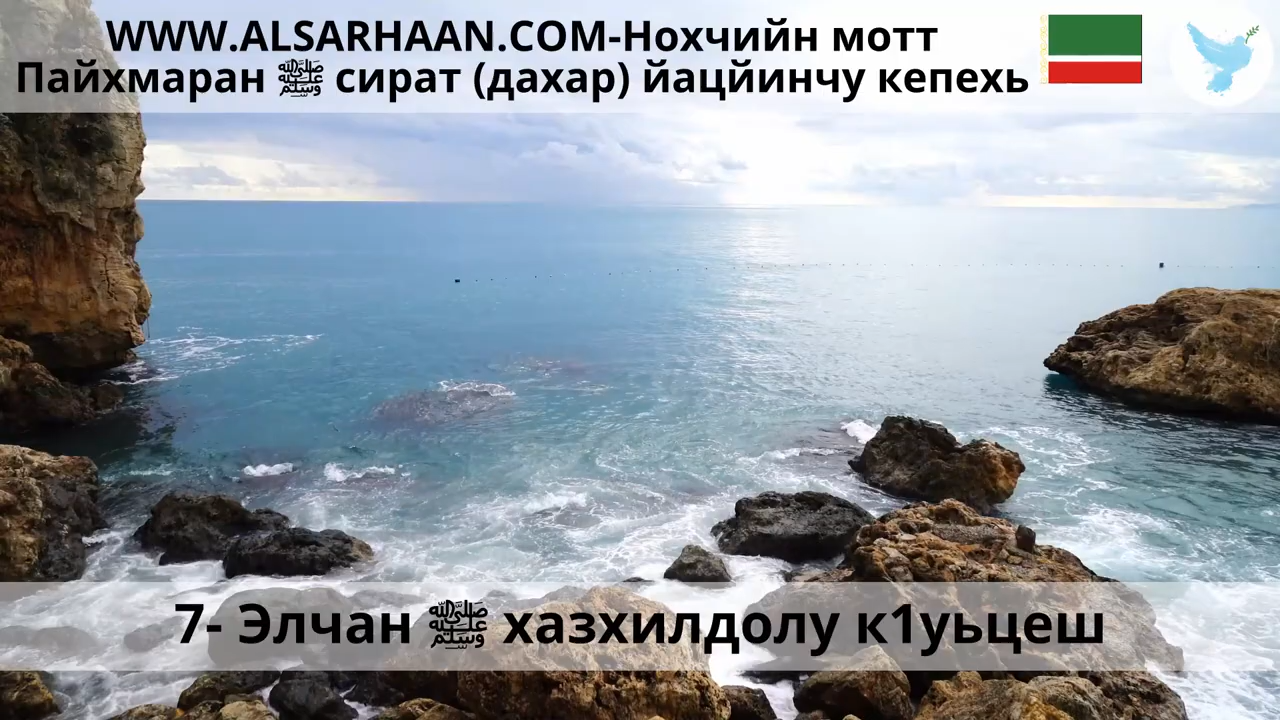 WWW.ALSARHAAN.COM-Нохчийн мотт
Пайхмаран ﷺ сират (дахар) йацйинчу кепехь
7- Элчан ﷺ хазхилдолу к1уьцеш